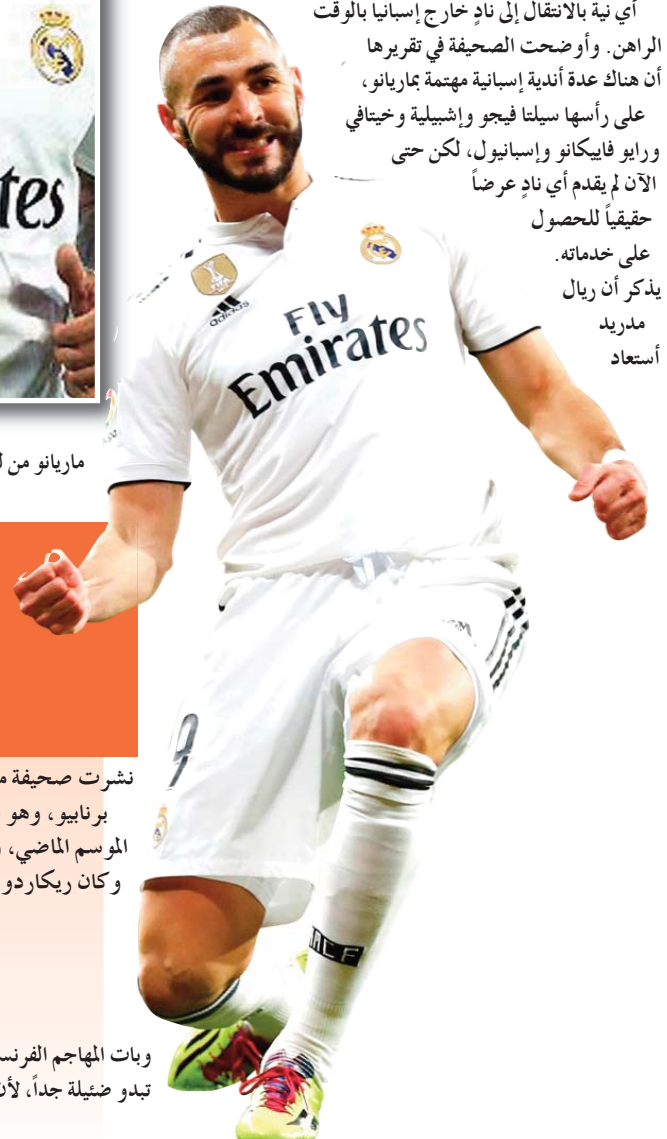 أي نية بالانتقال إلى نادٍ خارج إسبانيا بالوقت
الراهن. وأوضحت الصحيفة في تقريرها
أن هناك عدة أندية إسبانية مهتمة بماريانو،
على رأسها سيلتا فيجو وإشبيلية وخيتافي
ورايو فاييكانو وإسبانيول، لكن حتى
الآن لم يقدم أي نادٍ عرضاً
حقيقياً للحصول
على خدماته.
يذكر أن ريال
مدريد
أستعاد
adidas
Fly
Emirates
9
ماريانو من
نشرت صحيفة
برنابيو، وهو
الموسم الماضي،
وكان ريكاردو
وبات المهاجم
تبدو ضئيلة جداً،